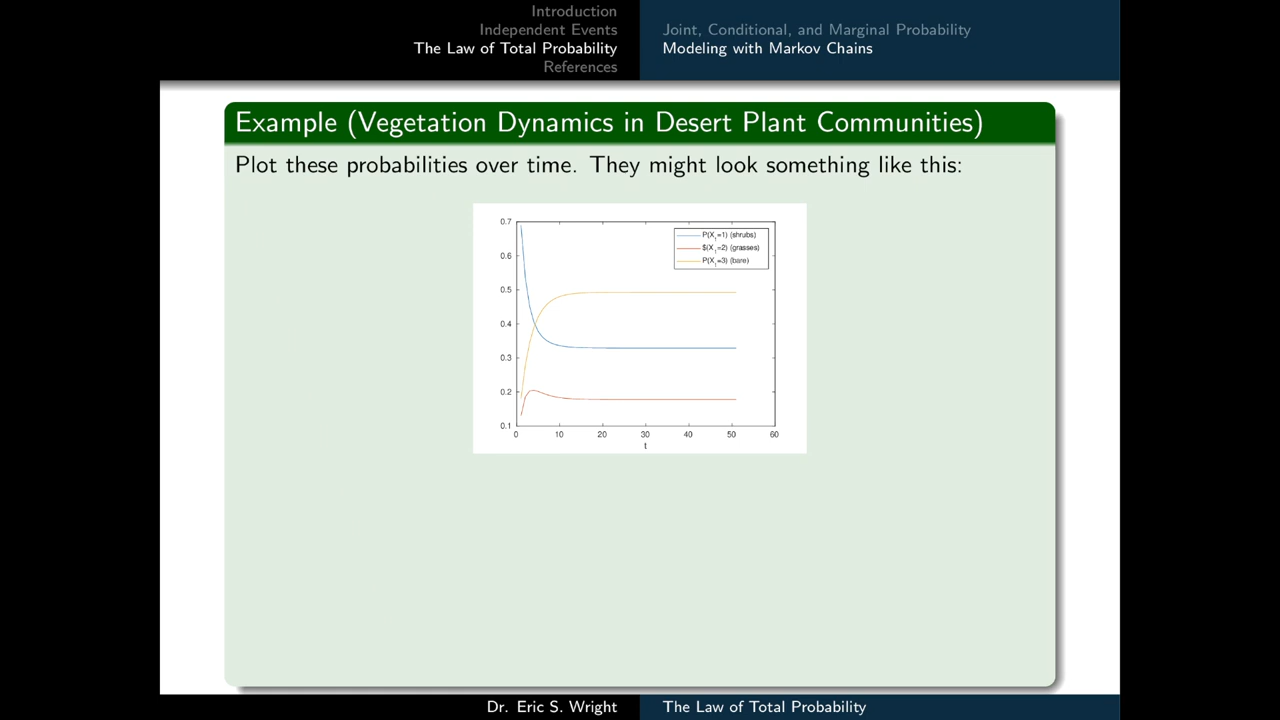 Introduction
Independent Events
The Law of Total Probability
References
Joint, Conditional, and Marginal Probability
Modeling with Markov Chains
Example (Vegetation Dynamics in Desert Plant Communities)
Plot these probabilities over time. They might look something like this:
0.7
0.6
0.5
0.4
0.3
0.2
0.1
P(X_t=1) (shrubs)
$(X_t=2) (grasses)
P(X_t=3) (bare)
0 10 20 30 40 50 60
t
Dr. Eric S. Wright
The Law of Total Probability